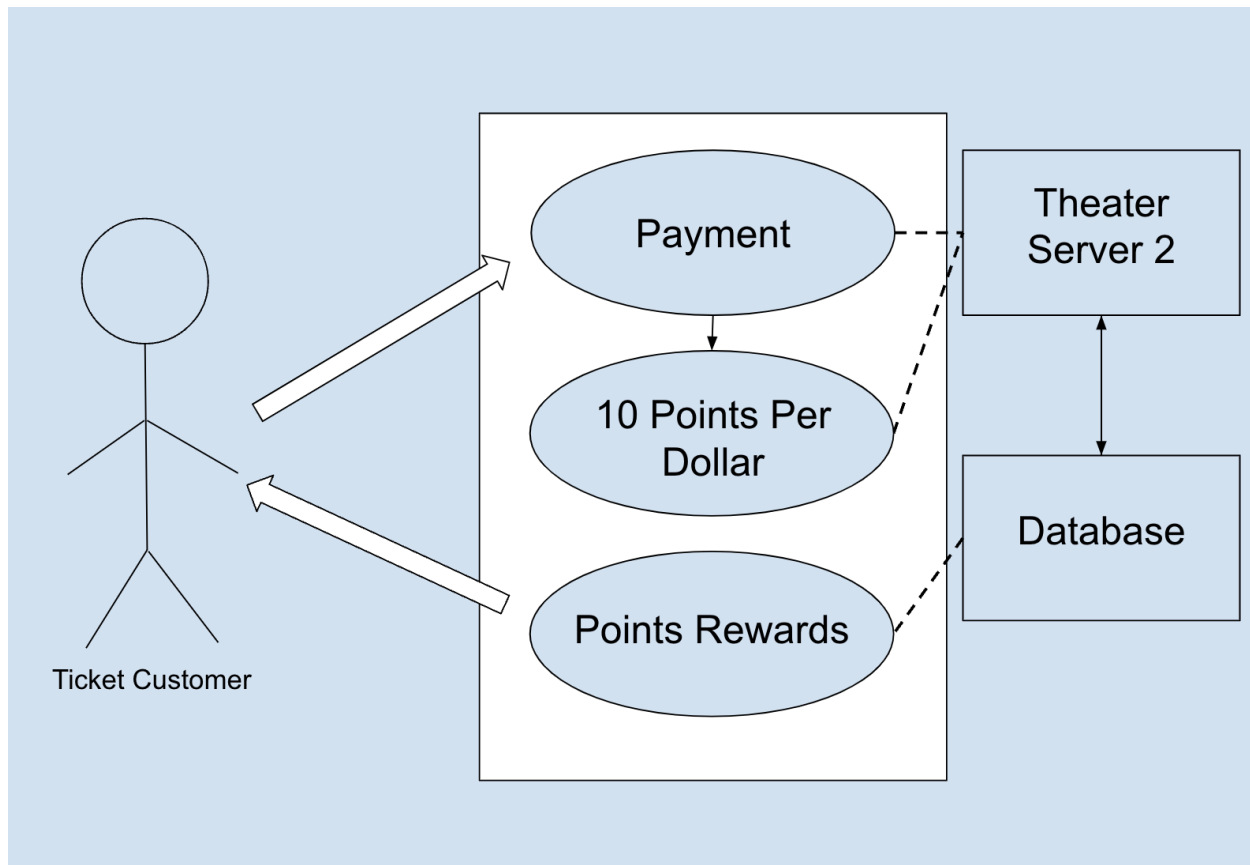 Payment
Theater
Server 2
10 Points Per
Dollar
Database
Points Rewards
Ticket Customer